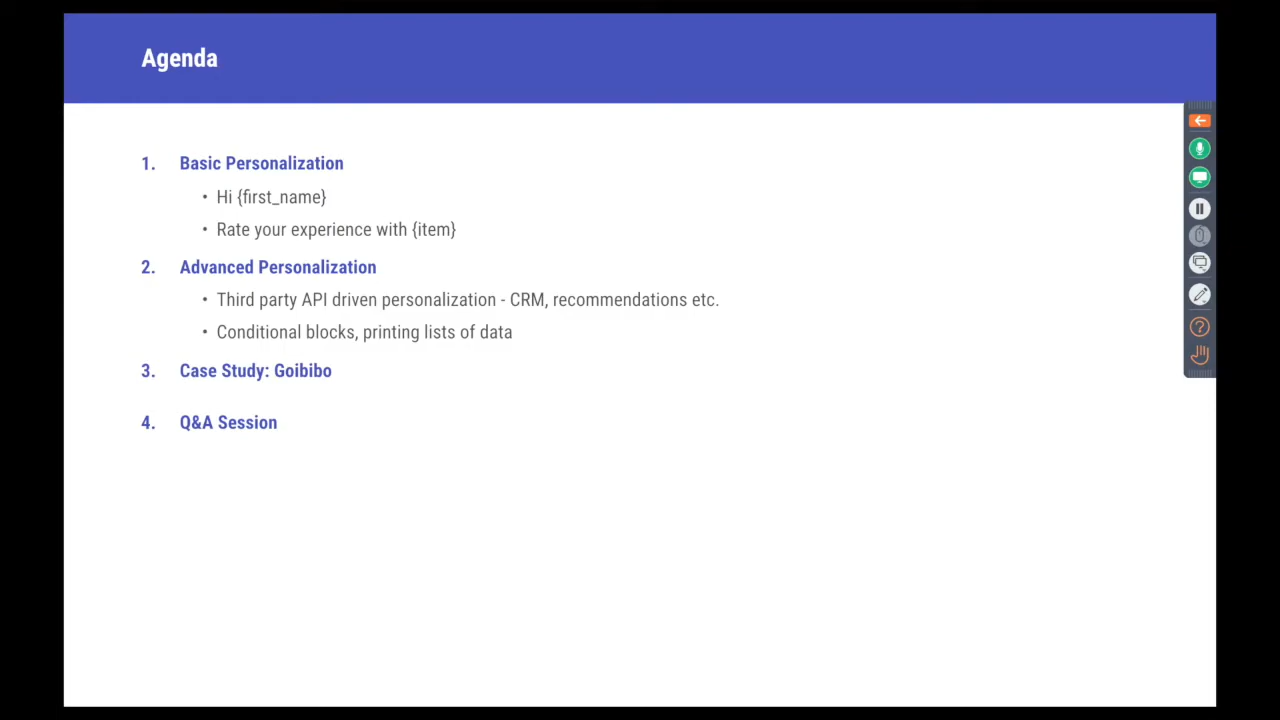 Agenda
1. Basic Personalization
• Hi {first_name}
• Rate your experience with {item}
2. Advanced Personalization
• Third party API driven personalization - CRM, recommendations etc.
• Conditional blocks, printing lists of data
3. Case Study: Goibibo
4. Q&A Session